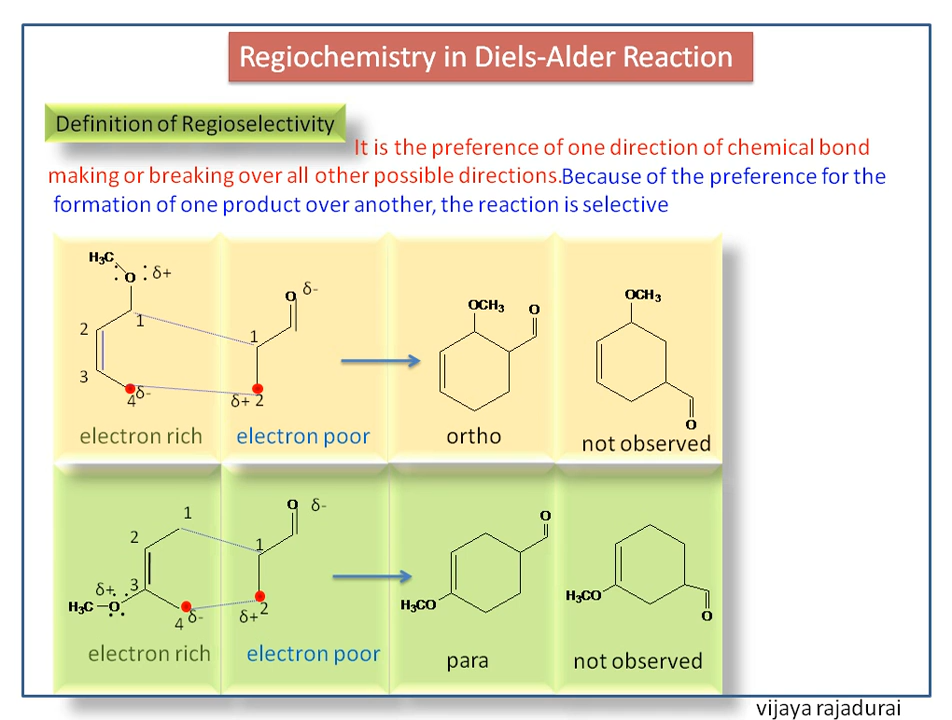 Regiochemistry in Diels-Alder Reaction
Definition of Regioselectivity
It is the preference of one direction of chemical bond
making or breaking over all other possible directions.Because of the preference for the
formation of one product over another, the reaction is selective
H₃C
O δ+
1
2
3
4 δ-
electron rich
O δ-
1
δ+ 2
electron poor
OCH₃
O
ortho
OCH₃
O
not observed
1
2
3
δ+
H₃C-O
4 δ-
electron rich
O δ-
1
δ+ 2
electron poor
O
H₃CO
para
H₃CO
O
not observed
vijaya rajadurai